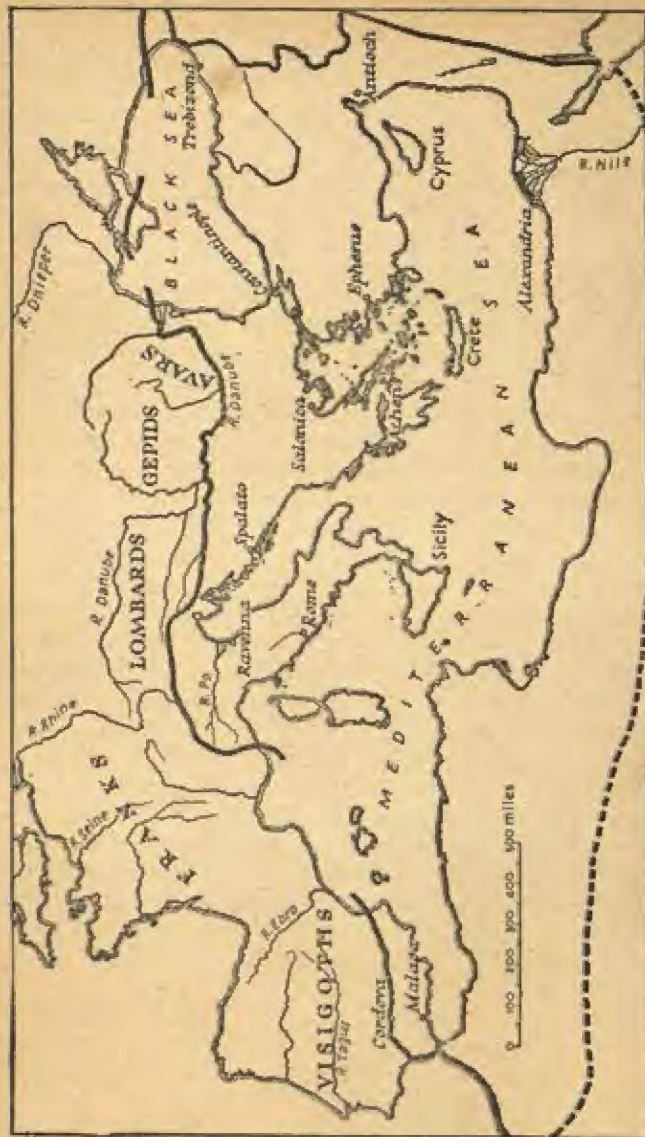 R. Dnieper
BLACK SEA
Trebizond
Constantinople
AVARS
GEPIDS
R. Danube
R. Danube
LOMBARDS
R. Rhine
FRANKS
R. Seine
R. Po
Ravenna
Rome
Spalato
Salonica
Athens
Ephesus
Antioch
Cyprus
Crete
Sicily
MEDITERRANEAN SEA
Alexandria
R. Nile
R. Ebro
VISIGOTHS
R. Tagus
Cordova
Malaga
0 100 200 300 400 500 miles